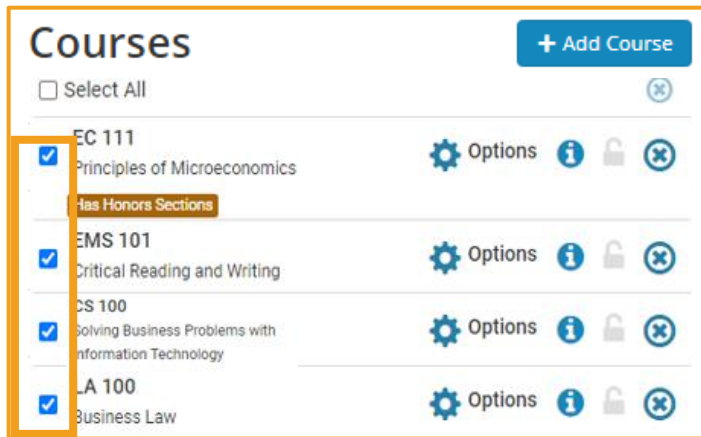 Courses
+ Add Course
Select All
EC 111
Principles of Microeconomics
Options
Has Honors Sections
EMS 101
Critical Reading and Writing
Options
CS 100
Solving Business Problems with
Information Technology
Options
LA 100
Business Law
Options